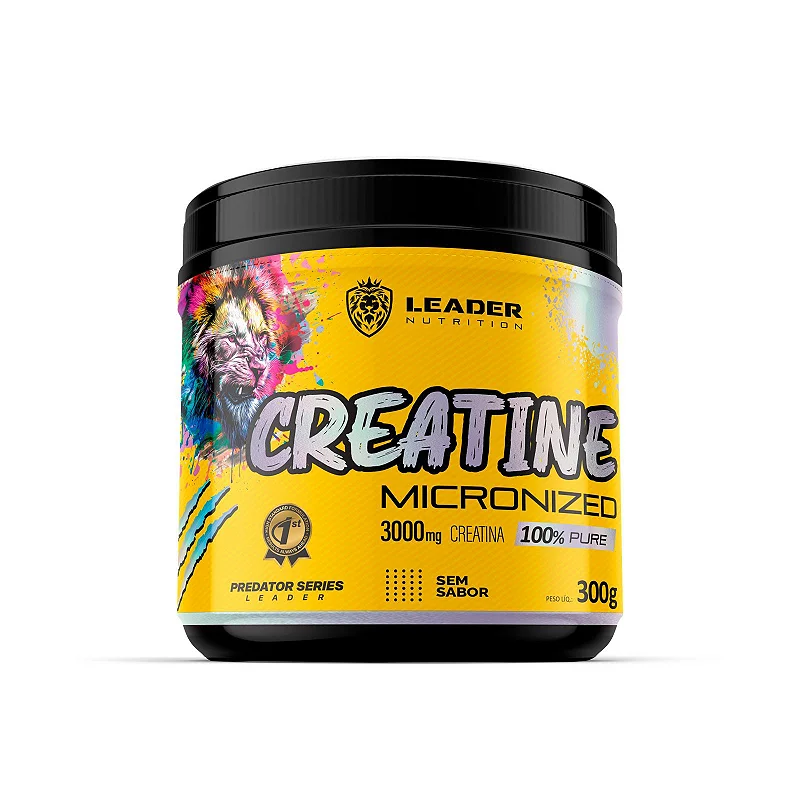 LEADER
NUTRITION
CREATINE
MICRONIZED
3000mg CREATINA 100% PURE
1st
PREDATOR SERIES
LEADER
SEM
SABOR
PESO LÍQ.: 300g